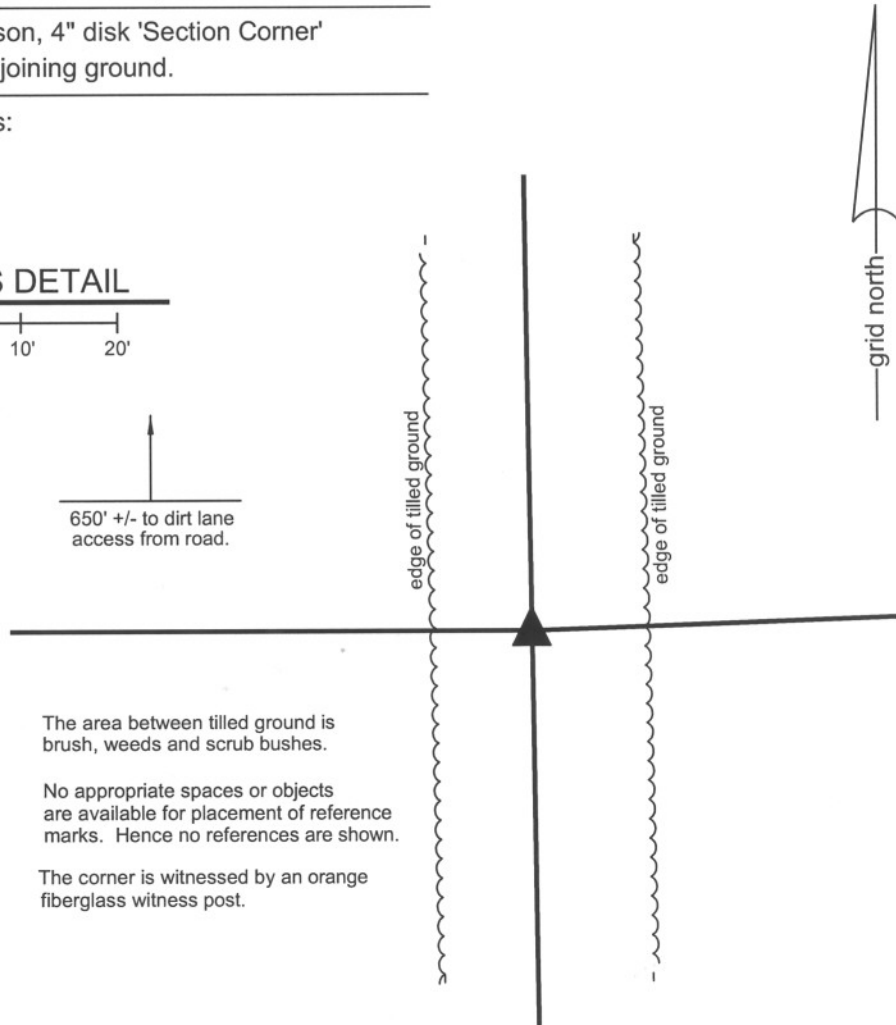 son, 4" disk 'Section Corner'
joining ground.
s:
S DETAIL
10' 20'
650' +/- to dirt lane
access from road.
edge of tilled ground
edge of tilled ground
grid north
The area between tilled ground is
brush, weeds and scrub bushes.
No appropriate spaces or objects
are available for placement of reference
marks. Hence no references are shown.
The corner is witnessed by an orange
fiberglass witness post.